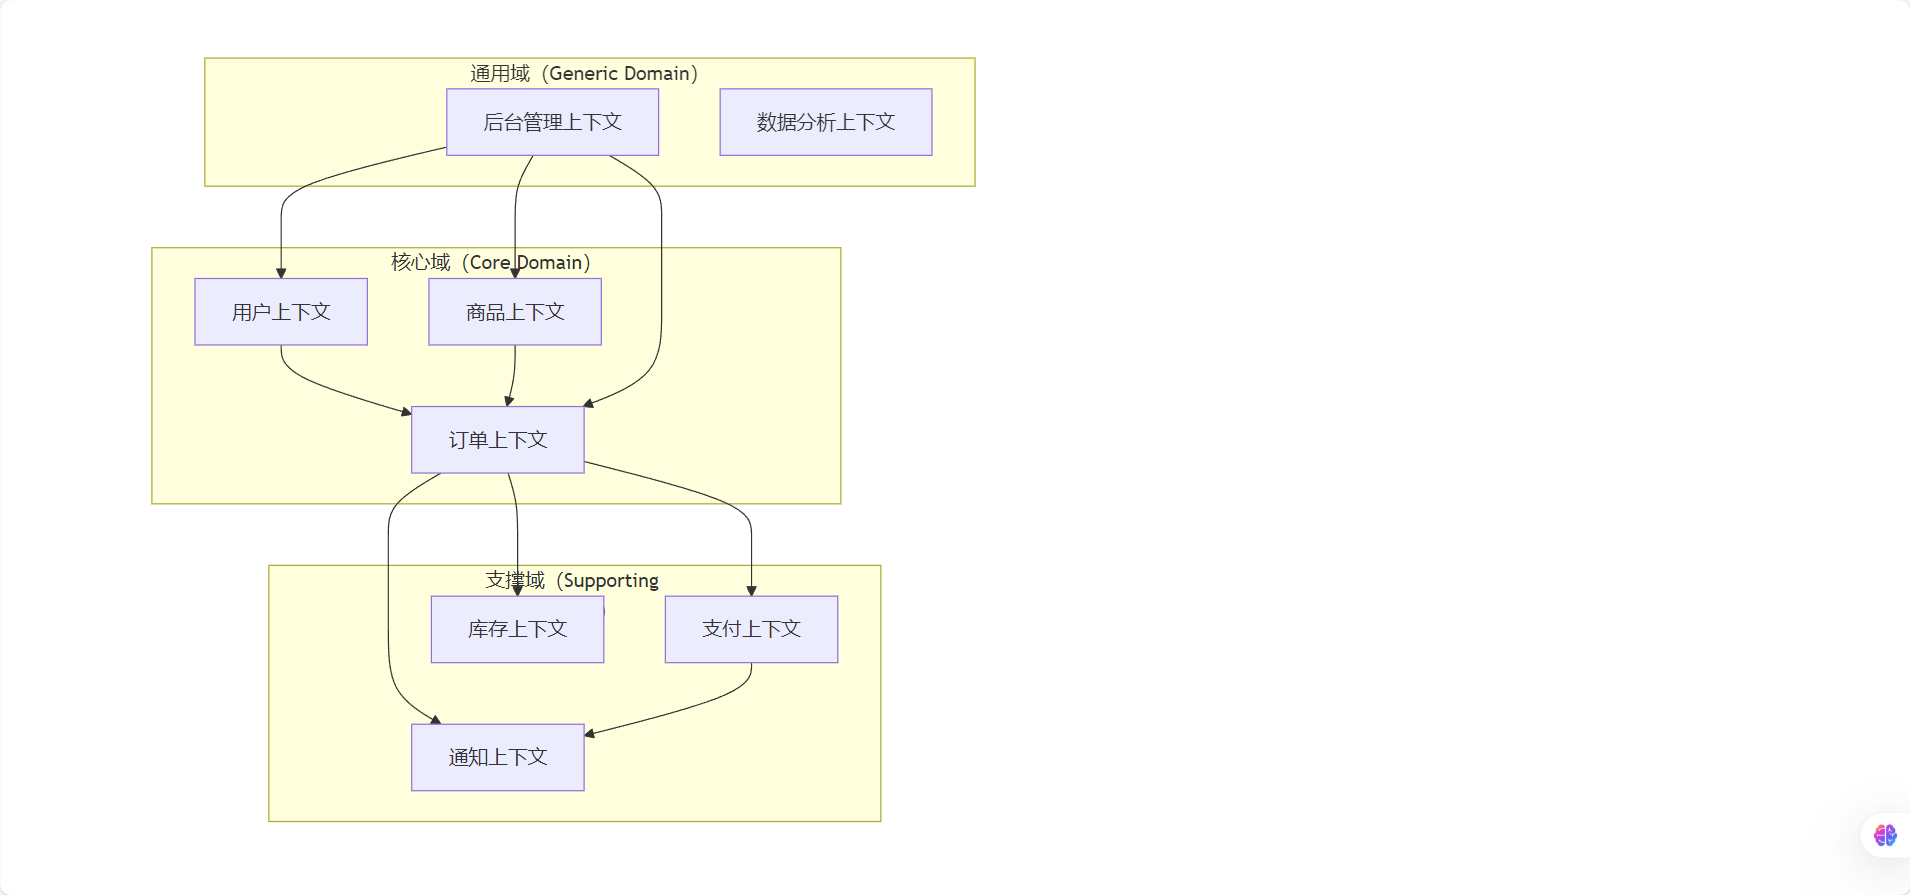 通用域（Generic Domain）
后台管理上下文
数据分析上下文
核心域（Core Domain）
用户上下文
商品上下文
订单上下文
支撑域（Supporting
）
库存上下文
支付上下文
通知上下文